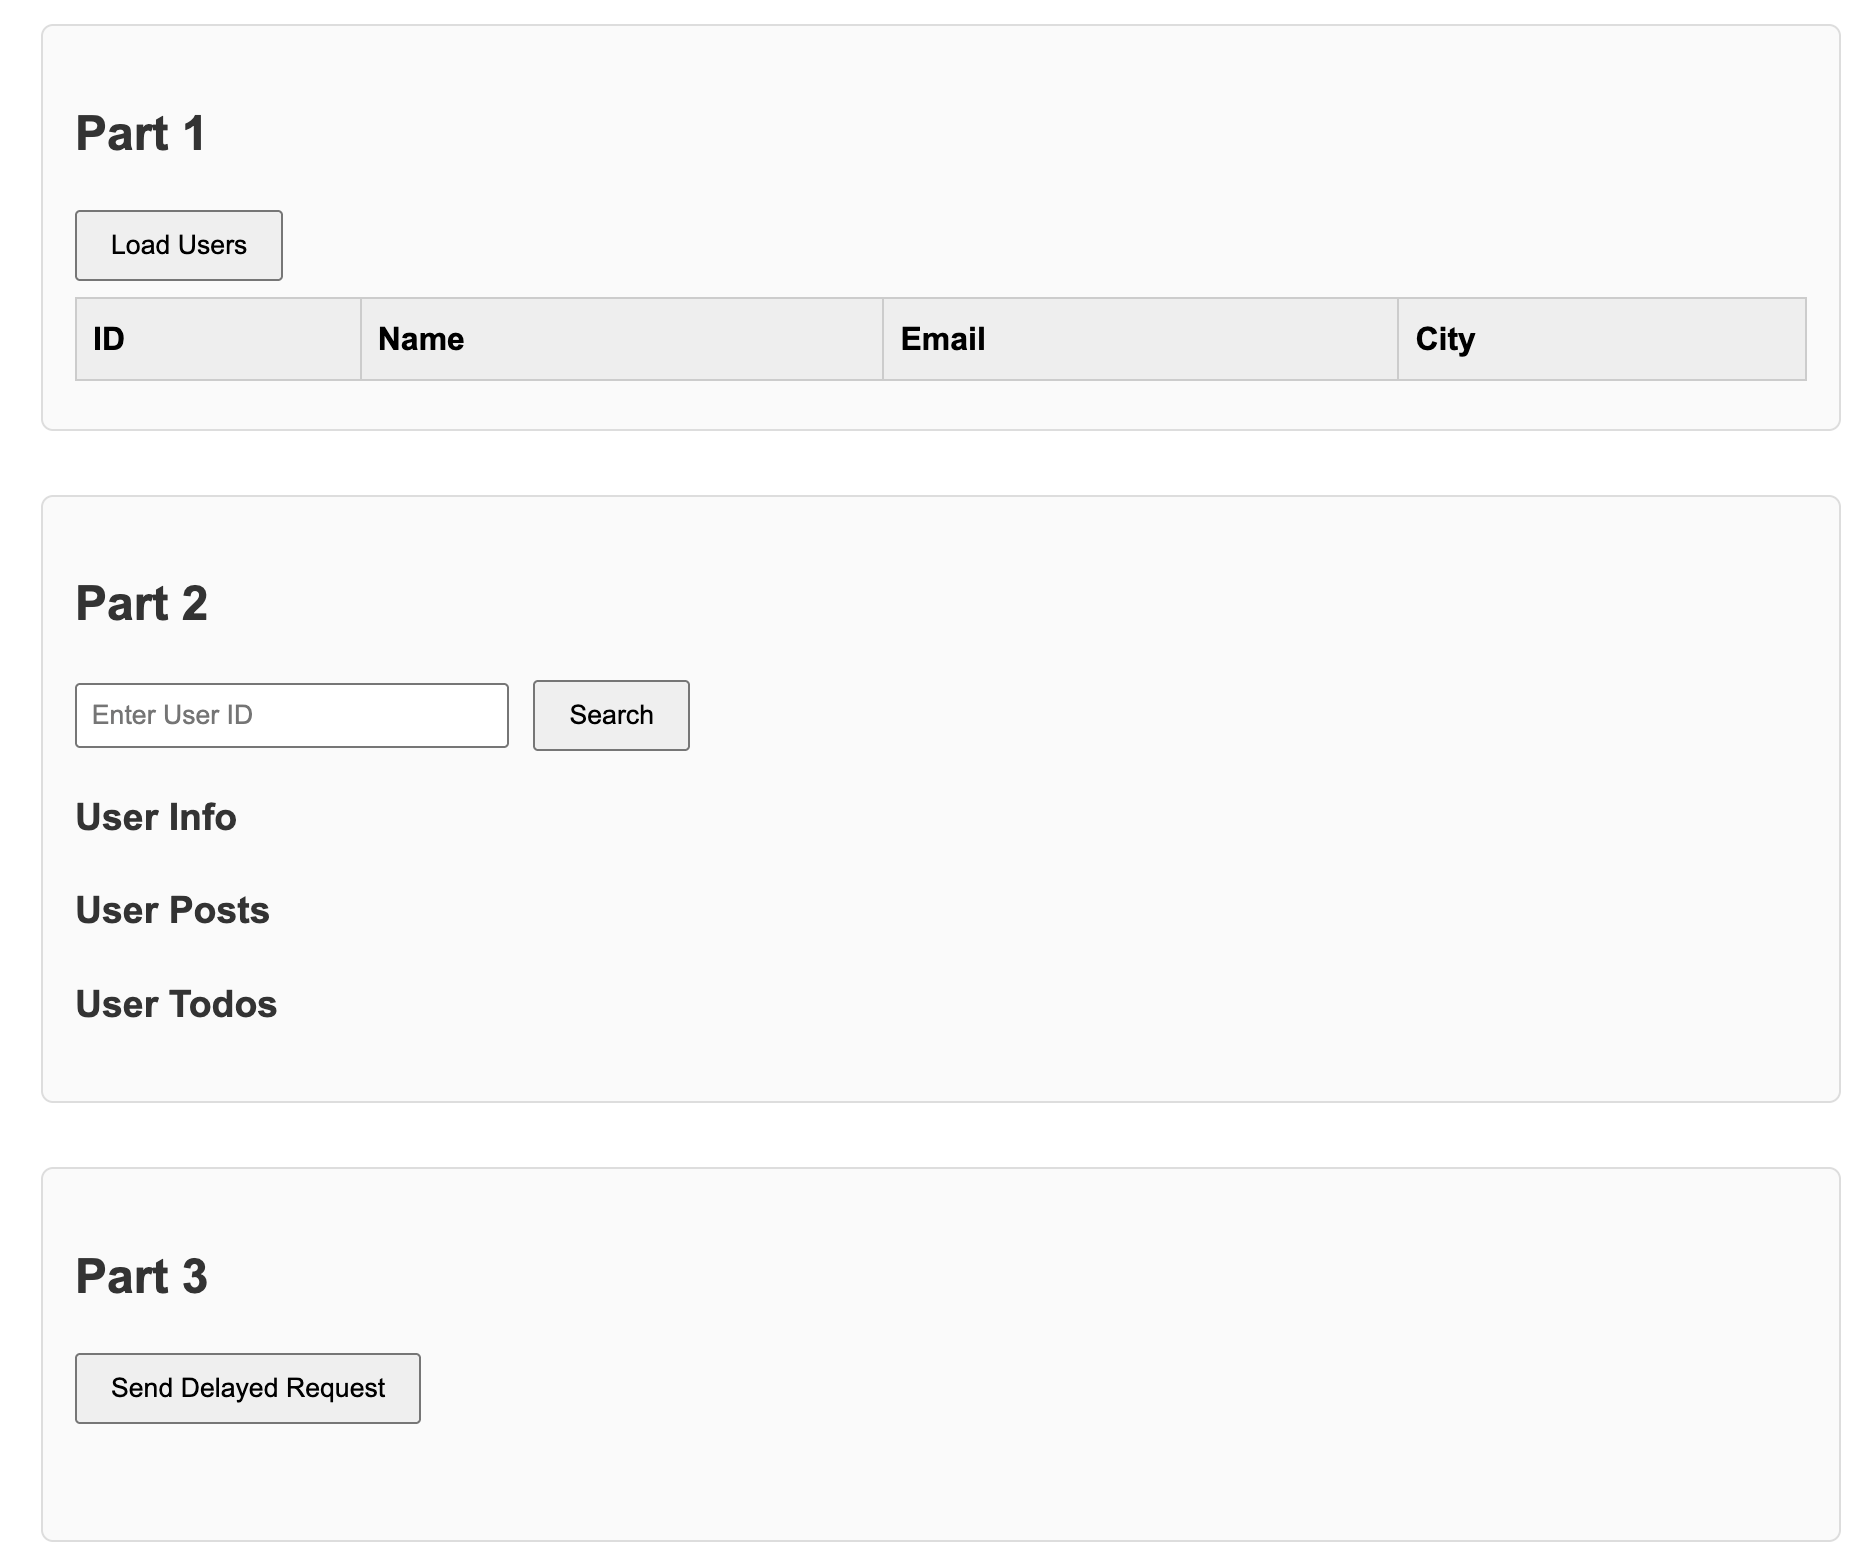 Part 1
Load Users
ID Name Email City
Part 2
Enter User ID Search
User Info
User Posts
User Todos
Part 3
Send Delayed Request